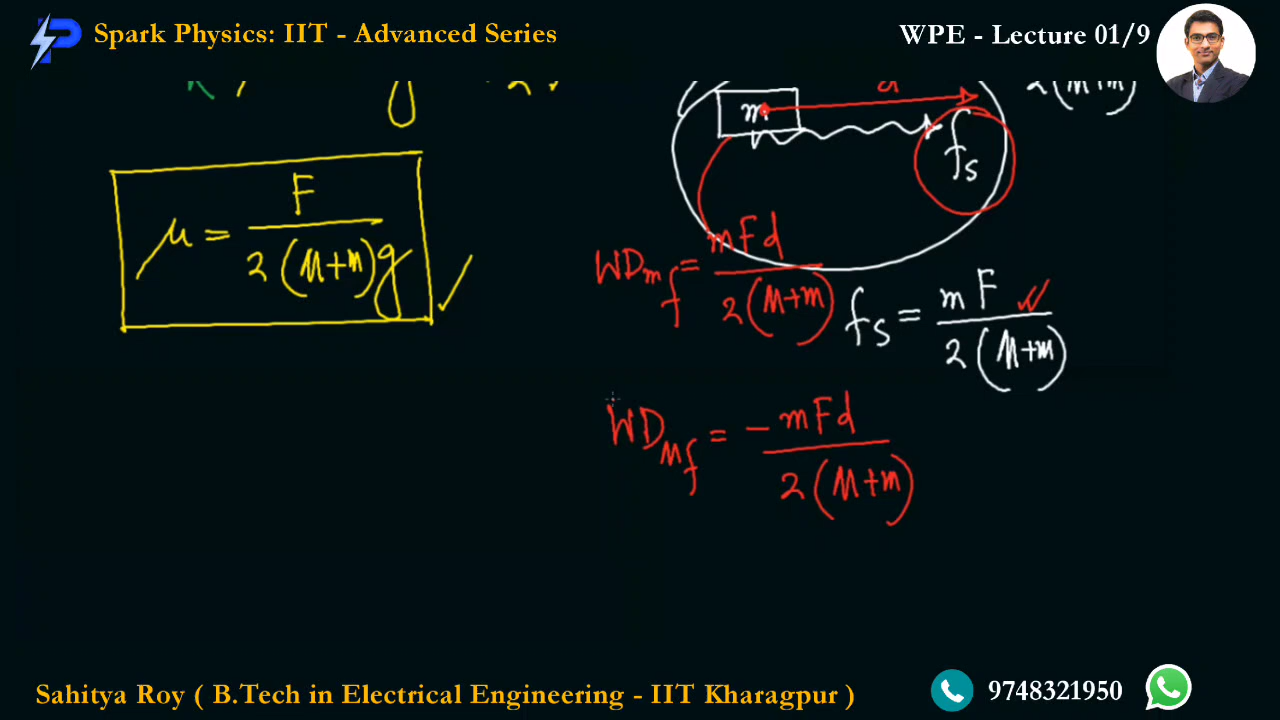 Spark Physics: IIT - Advanced Series
WPE - Lecture 01/9
m
d
2(M+m)
fs
μ = F / 2(M+m)g ✓
WDmf = mFd / 2(M+m)
fs = mF / 2(M+m)
WDMf = -mFd / 2(M+m)
Sahitya Roy ( B.Tech in Electrical Engineering - IIT Kharagpur )
9748321950